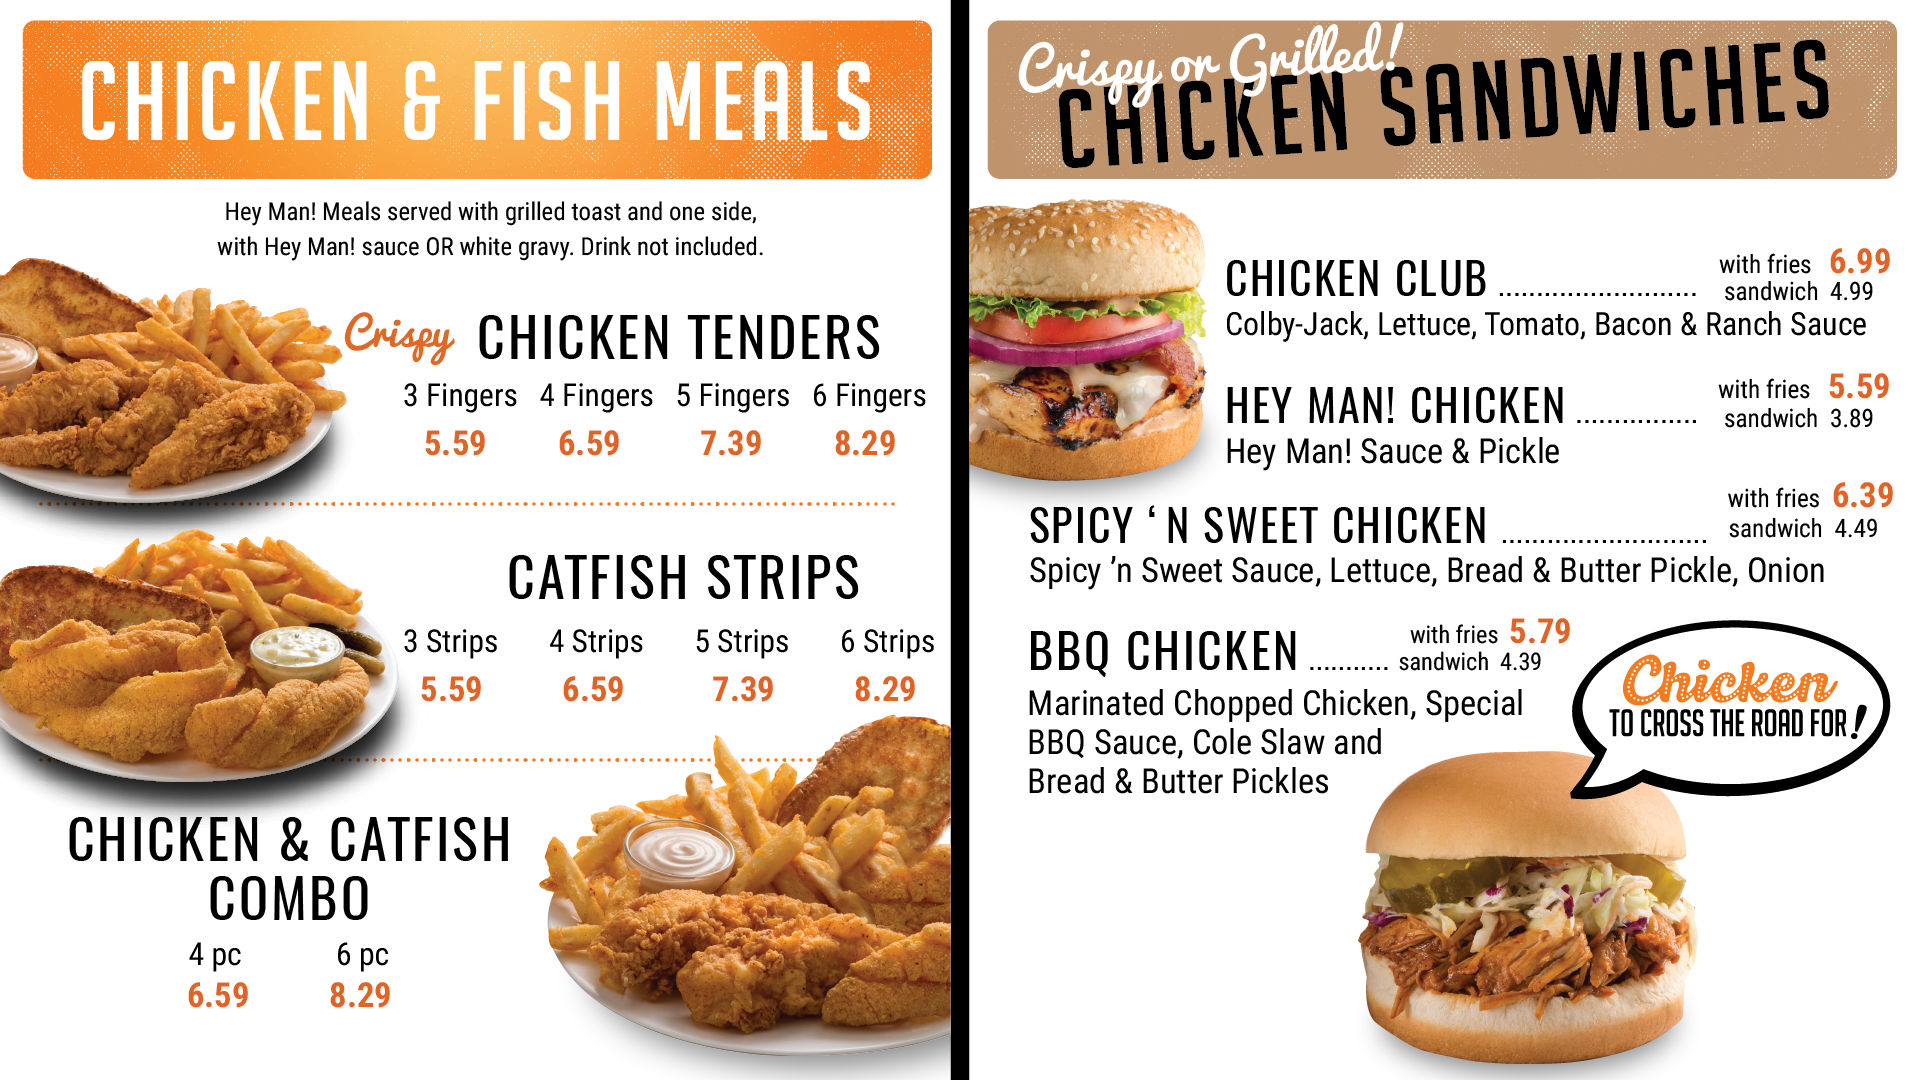 CHICKEN & FISH MEALS
Hey Man! Meals served with grilled toast and one side,
with Hey Man! sauce OR white gravy. Drink not included.
Crispy CHICKEN TENDERS
3 Fingers 4 Fingers 5 Fingers 6 Fingers
5.59 6.59 7.39 8.29
CATFISH STRIPS
3 Strips 4 Strips 5 Strips 6 Strips
5.59 6.59 7.39 8.29
CHICKEN & CATFISH
COMBO
4 pc 6 pc
6.59 8.29
Crispy or Grilled!
CHICKEN SANDWICHES
CHICKEN CLUB .......................... with fries 6.99
sandwich 4.99
Colby-Jack, Lettuce, Tomato, Bacon & Ranch Sauce
HEY MAN! CHICKEN ................ with fries 5.59
sandwich 3.89
Hey Man! Sauce & Pickle
SPICY ‘N SWEET CHICKEN ........................... with fries 6.39
sandwich 4.49
Spicy ’n Sweet Sauce, Lettuce, Bread & Butter Pickle, Onion
BBQ CHICKEN ........... with fries 5.79
sandwich 4.39
Marinated Chopped Chicken, Special
BBQ Sauce, Cole Slaw and
Bread & Butter Pickles
Chicken
TO CROSS THE ROAD FOR!